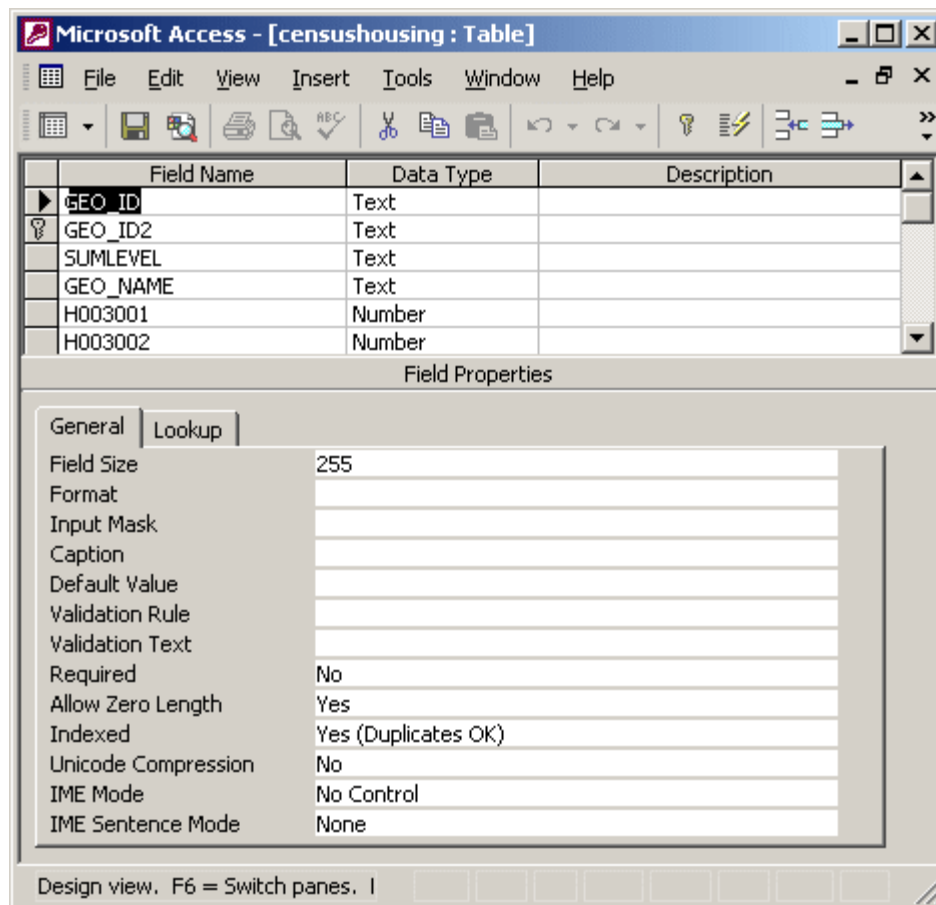 Microsoft Access - [censushousing : Table]
File Edit View Insert Tools Window Help
ABC
Field Name Data Type Description
GEO_ID Text
GEO_ID2 Text
SUMLEVEL Text
GEO_NAME Text
H003001 Number
H003002 Number
Field Properties
General Lookup
Field Size 255
Format
Input Mask
Caption
Default Value
Validation Rule
Validation Text
Required No
Allow Zero Length Yes
Indexed Yes (Duplicates OK)
Unicode Compression No
IME Mode No Control
IME Sentence Mode None
Design view. F6 = Switch panes. I